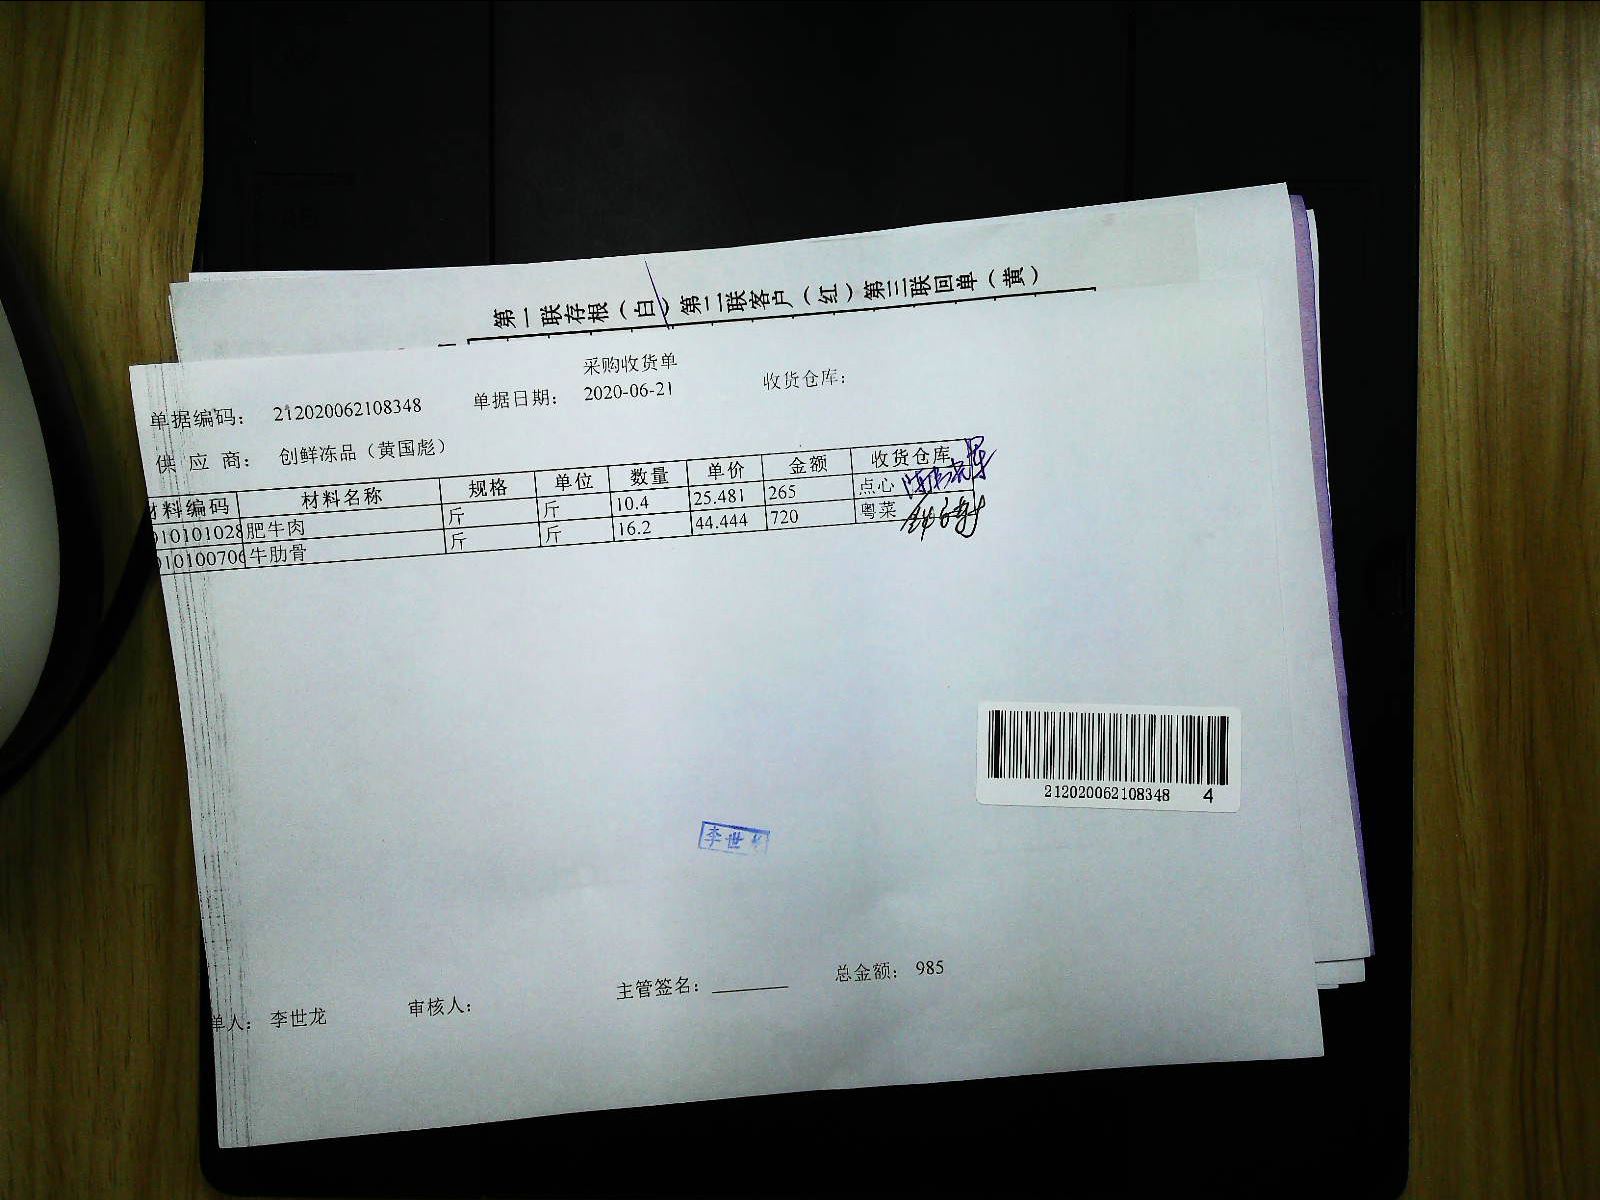 第一联存根（白）第二联客户（红）第三联回单（黄）
采购收货单
单据编码： 212020062108348 单据日期： 2020-06-21 收货仓库：
供 应 商： 创鲜冻品（黄国彪）
材料编码 材料名称 规格 单位 数量 单价 金额 收货仓库
010101028 肥牛肉 斤 斤 10.4 25.481 265 点心
010100706 牛肋骨 斤 斤 16.2 44.444 720 粤菜
212020062108348 4
李世
单人： 李世龙 审核人： 主管签名： 总金额： 985